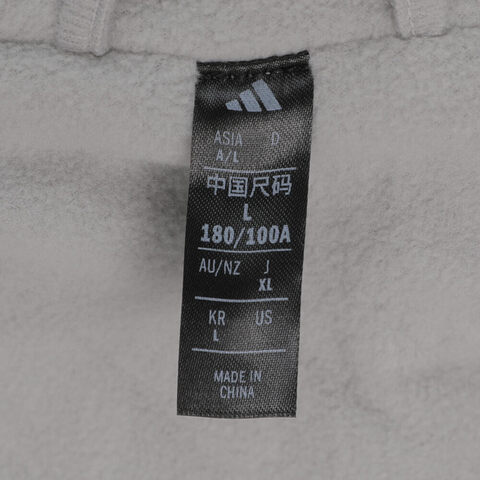 ASIA D
A/L
中国尺码
L
180/100A
AU/NZ J
XL
KR US
L
MADE IN
CHINA